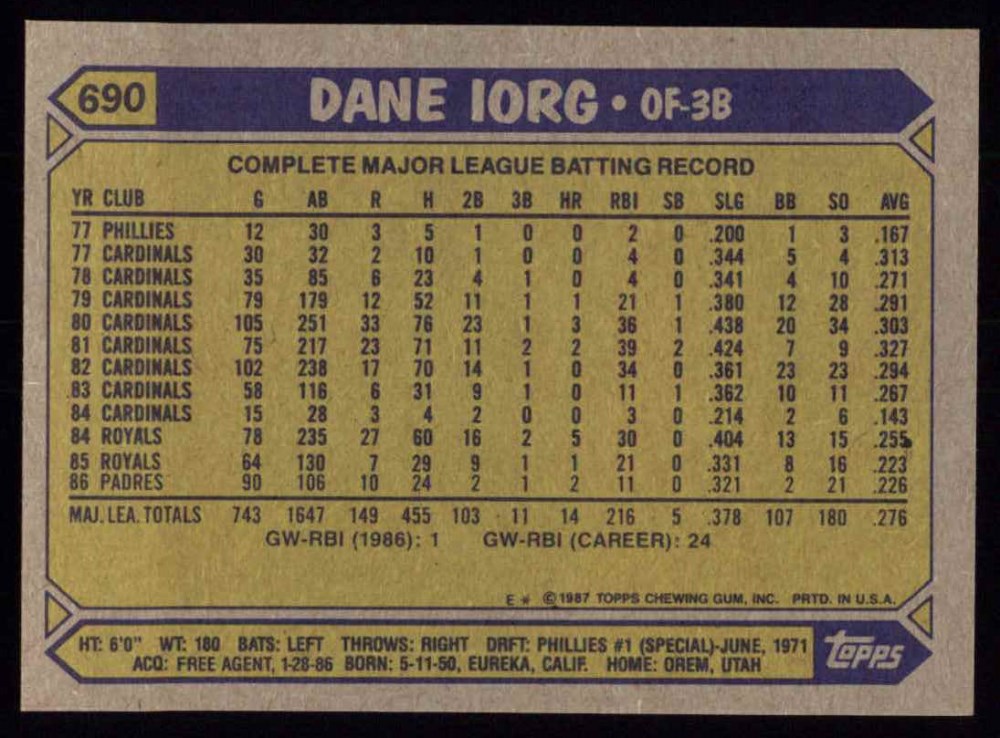 690
DANE IORG • OF-3B
COMPLETE MAJOR LEAGUE BATTING RECORD
YR CLUB G AB R H 2B 3B HR RBI SB SLG BB SO AVG
77 PHILLIES 12 30 3 5 1 0 0 2 0 .200 1 3 .167
77 CARDINALS 30 32 2 10 1 0 0 4 0 .344 5 4 .313
78 CARDINALS 35 85 6 23 4 1 0 4 0 .341 4 10 .271
79 CARDINALS 79 179 12 52 11 1 1 21 1 .380 12 28 .291
80 CARDINALS 105 251 33 76 23 1 3 36 1 .438 20 34 .303
81 CARDINALS 75 217 23 71 11 2 2 39 2 .424 7 9 .327
82 CARDINALS 102 238 17 70 14 1 0 34 0 .361 23 23 .294
83 CARDINALS 58 116 6 31 9 1 0 11 1 .362 10 11 .267
84 CARDINALS 15 28 3 4 2 0 0 3 0 .214 2 6 .143
84 ROYALS 78 235 27 60 16 2 5 30 0 .404 13 15 .255
85 ROYALS 64 130 7 29 9 1 1 21 0 .331 8 16 .223
86 PADRES 90 106 10 24 2 1 2 11 0 .321 2 21 .226
MAJ. LEA. TOTALS 743 1647 149 455 103 11 14 216 5 .378 107 180 .276
GW-RBI (1986): 1 GW-RBI (CAREER): 24
E * © 1987 TOPPS CHEWING GUM, INC. PRTD. IN U.S.A.
HT: 6'0" WT: 180 BATS: LEFT THROWS: RIGHT DRFT: PHILLIES #1 (SPECIAL)-JUNE, 1971
ACQ: FREE AGENT, 1-28-86 BORN: 5-11-50, EUREKA, CALIF. HOME: OREM, UTAH
Topps